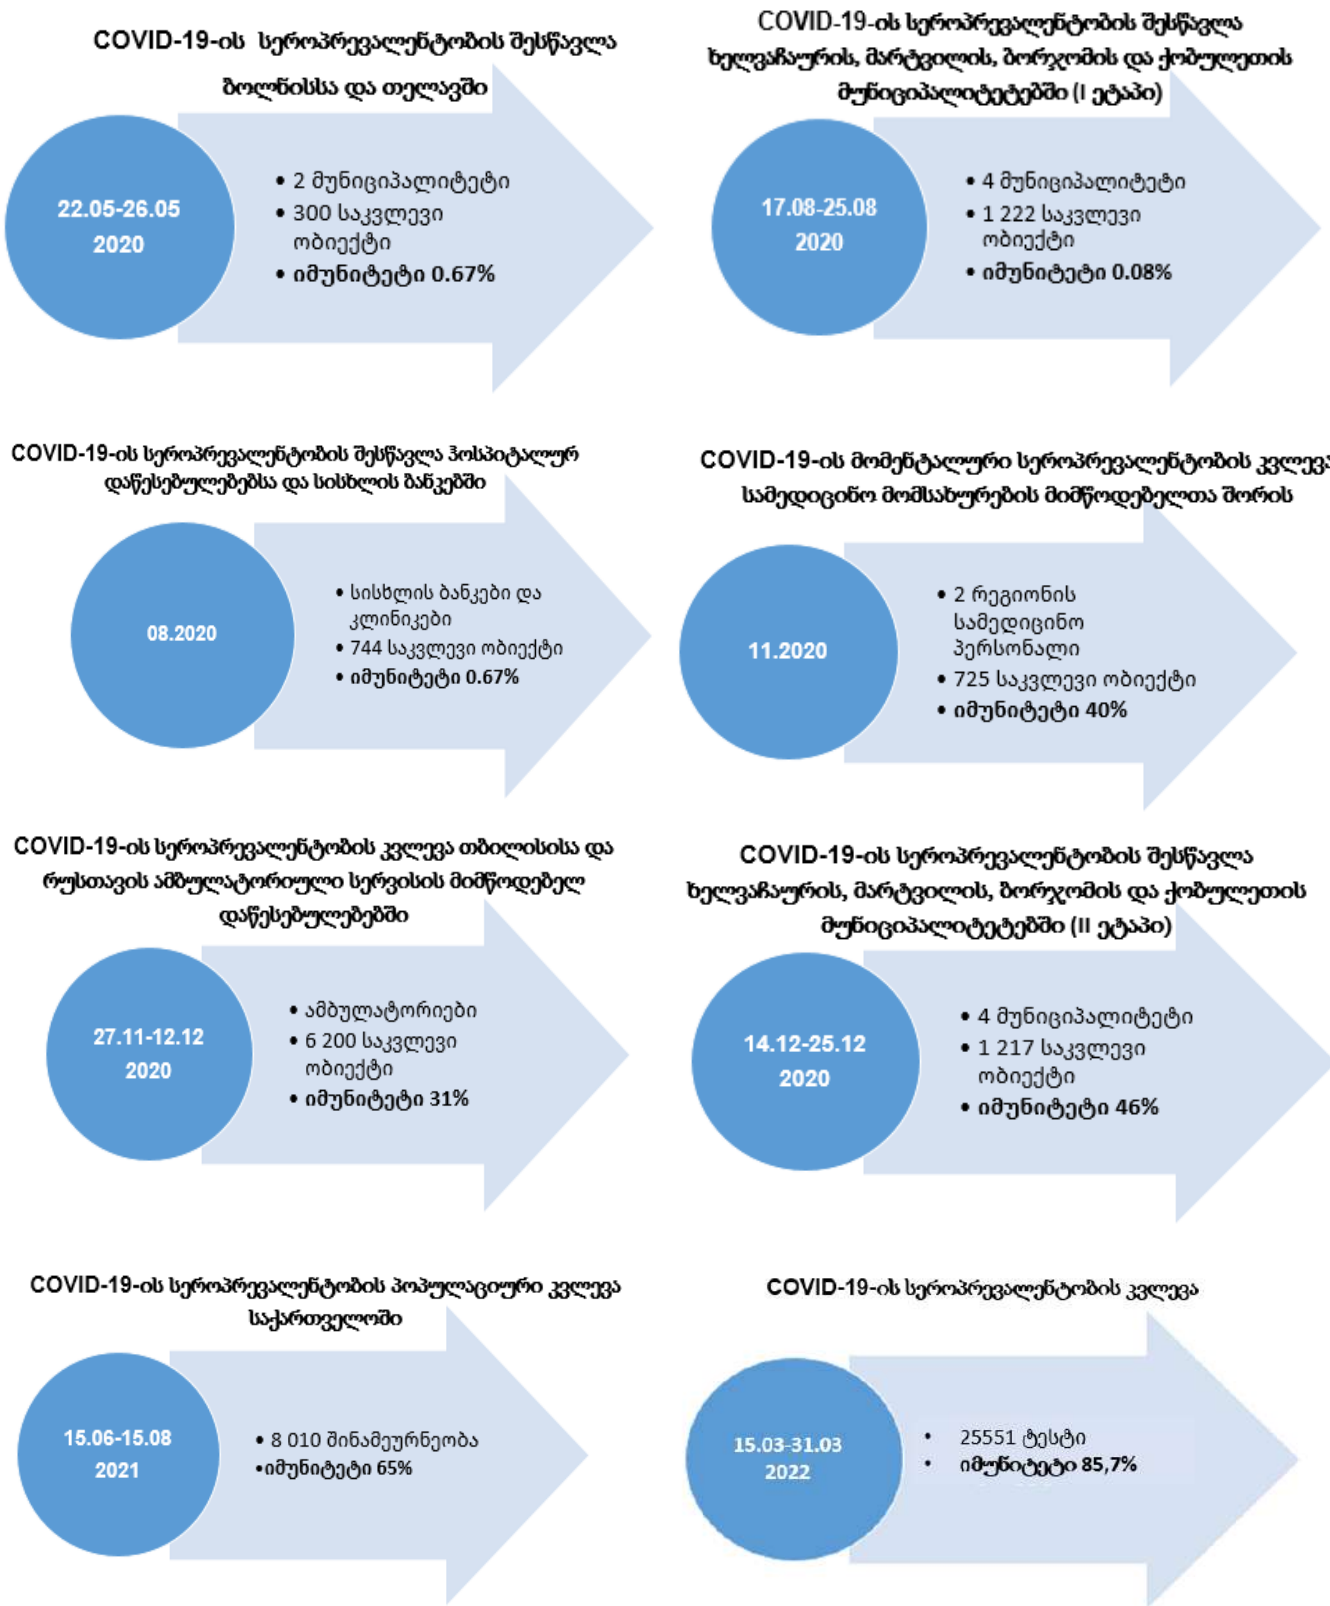 COVID-19-ის სეროპრევალენტობის შესწავლა
ბოლნისსა და თელავში
22.05-26.05
2020
• 2 მუნიციპალიტეტი
• 300 საკვლევი
ობიექტი
• იმუნიტეტი 0.67%
COVID-19-ის სეროპრევალენტობის შესწავლა
ხელვაჩაურის, მარტვილის, ბორჯომის და ქობულეთის
მუნიციპალიტეტებში (I ეტაპი)
17.08-25.08
2020
• 4 მუნიციპალიტეტი
• 1 222 საკვლევი
ობიექტი
• იმუნიტეტი 0.08%
COVID-19-ის სეროპრევალენტობის შესწავლა ჰოსპიტალურ
დაწესებულებებსა და სისხლის ბანკებში
08.2020
• სისხლის ბანკები და
კლინიკები
• 744 საკვლევი ობიექტი
• იმუნიტეტი 0.67%
COVID-19-ის მომენტალური სეროპრევალენტობის კვლევა
სამედიცინო მომსახურების მიმწოდებელთა შორის
11.2020
• 2 რეგიონის
სამედიცინო
პერსონალი
• 725 საკვლევი ობიექტი
• იმუნიტეტი 40%
COVID-19-ის სეროპრევალენტობის კვლევა თბილისისა და
რუსთავის ამბულატორიული სერვისის მიმწოდებელ
დაწესებულებებში
27.11-12.12
2020
• ამბულატორიები
• 6 200 საკვლევი
ობიექტი
• იმუნიტეტი 31%
COVID-19-ის სეროპრევალენტობის შესწავლა
ხელვაჩაურის, მარტვილის, ბორჯომის და ქობულეთის
მუნიციპალიტეტებში (II ეტაპი)
14.12-25.12
2020
• 4 მუნიციპალიტეტი
• 1 217 საკვლევი
ობიექტი
• იმუნიტეტი 46%
COVID-19-ის სეროპრევალენტობის პოპულაციური კვლევა
საქართველოში
15.06-15.08
2021
• 8 010 შინამეურნეობა
•იმუნიტეტი 65%
COVID-19-ის სეროპრევალენტობის კვლევა
15.03-31.03
2022
• 25551 ტესტი
• იმუნიტეტი 85,7%